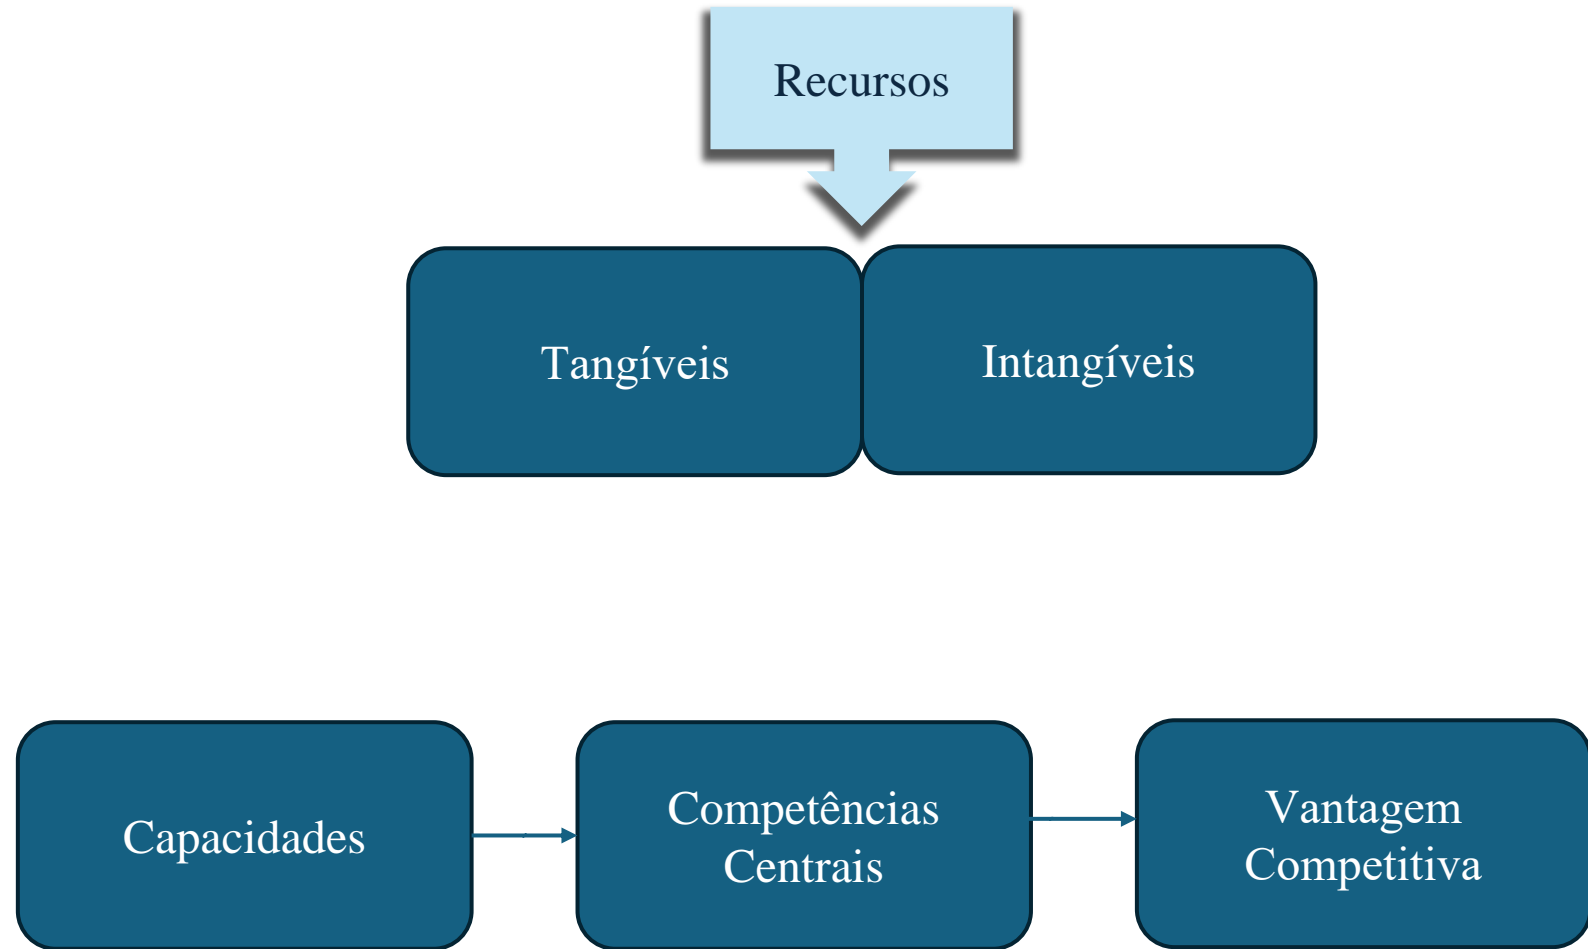 Recursos
Tangíveis
Intangíveis
Capacidades
Competências
Centrais
Vantagem
Competitiva